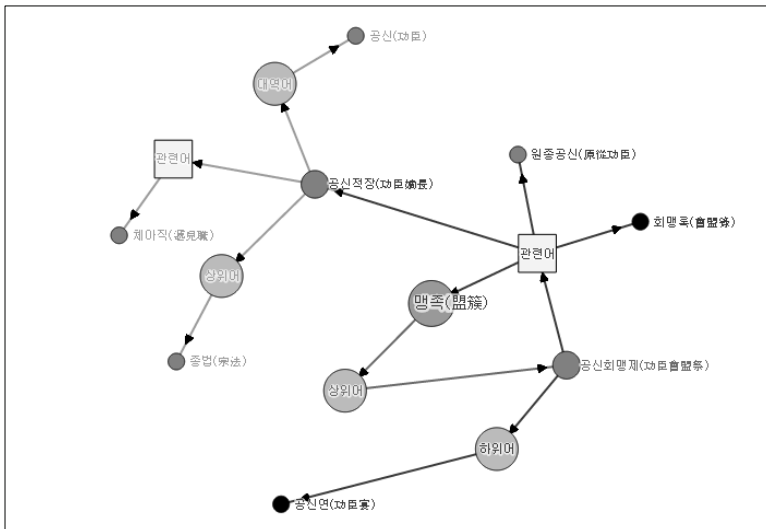 공신(功臣)
대역어
관련어
원종공신(原從功臣)
공신적장(功臣嫡長)
회맹록(會盟錄)
체아직(遞兒職)
관련어
상위어
맹족(盟簇)
종법(宗法)
공신회맹제(功臣會盟祭)
상위어
하위어
공신연(功臣宴)